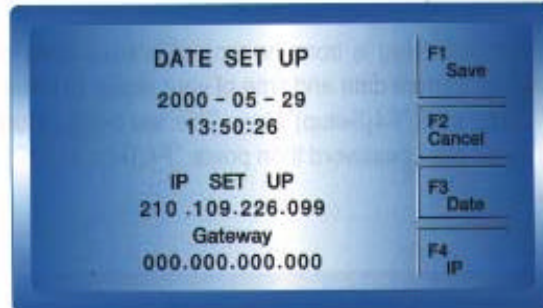 DATE SET UP
2000 - 05 - 29
13:50:26
IP SET UP
210 .109.226.099
Gateway
000.000.000.000
F1
Save
F2
Cancel
F3
Date
F4
IP